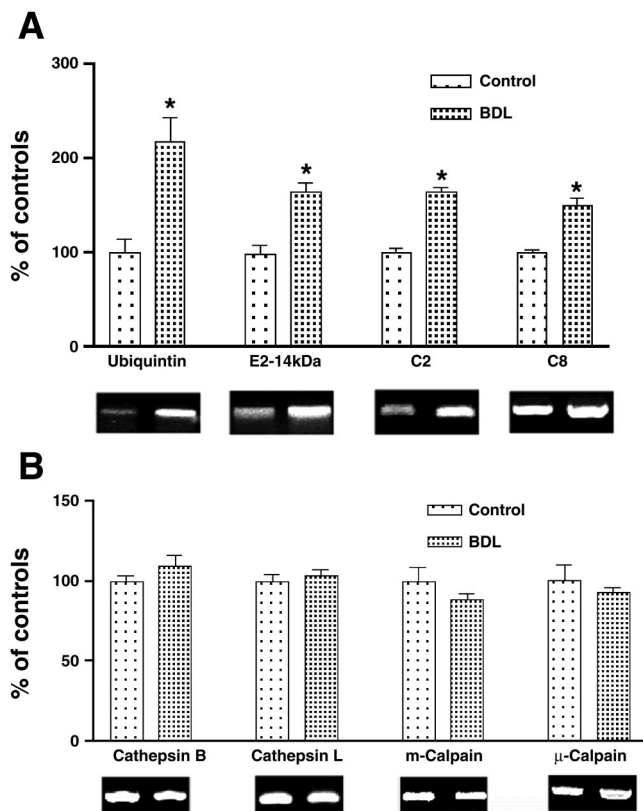 A
300
200
100
0
% of controls
Control
BDL
*
*
*
*
Ubiquintin E2-14kDa C2 C8
B
150
100
50
0
% of controls
Control
BDL
Cathepsin B Cathepsin L m-Calpain μ-Calpain